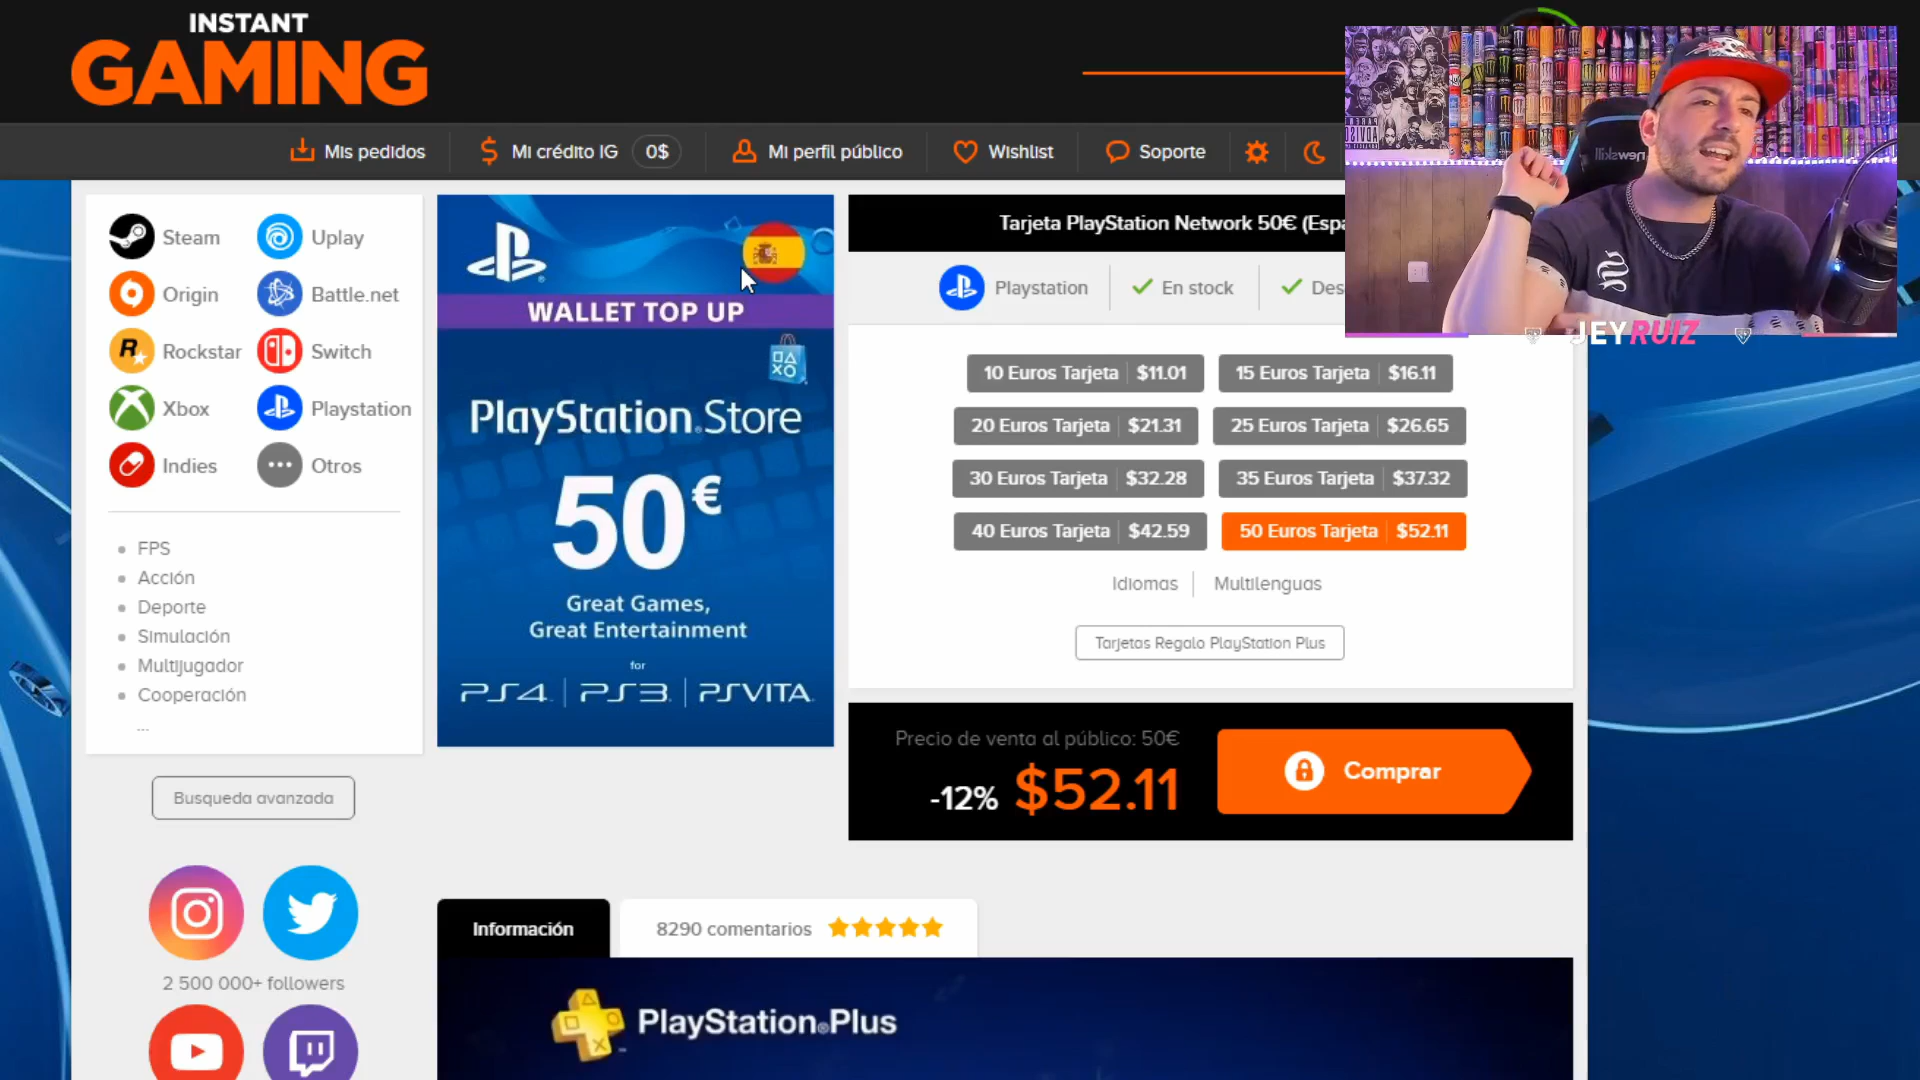 INSTANT
GAMING
Mis pedidos
Mi crédito IG 0$
Mi perfil público
Wishlist
Soporte
Steam
Uplay
Origin
Battle.net
Rockstar
Switch
Xbox
Playstation
Indies
Otros
FPS
Acción
Deporte
Simulación
Multijugador
Cooperación
...
Busqueda avanzada
2 500 000+ followers
WALLET TOP UP
PlayStation®Store
50€
Great Games,
Great Entertainment
for
PS4 | PS3 | PSVITA
Tarjeta PlayStation Network 50€ (Espa
Playstation
En stock
Des
10 Euros Tarjeta $11.01
15 Euros Tarjeta $16.11
20 Euros Tarjeta $21.31
25 Euros Tarjeta $26.65
30 Euros Tarjeta $32.28
35 Euros Tarjeta $37.32
40 Euros Tarjeta $42.59
50 Euros Tarjeta $52.11
Idiomas
Multilenguas
Tarjetas Regalo PlayStation Plus
Precio de venta al público: 50€
-12% $52.11
Comprar
Información
8290 comentarios
PlayStation®Plus
JEYRUIZ
newskill